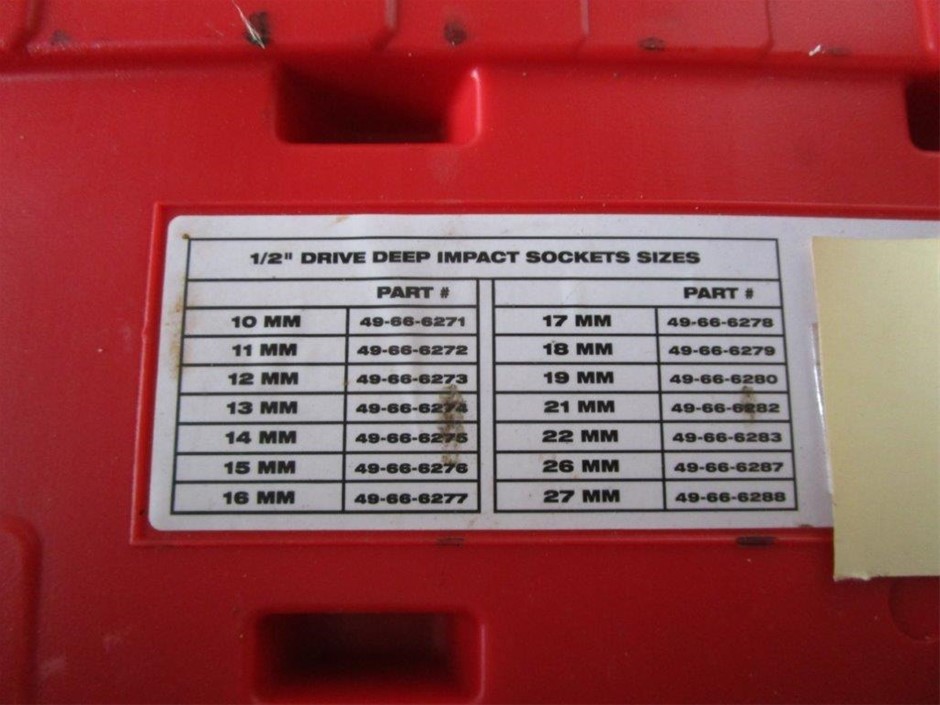 1/2" DRIVE DEEP IMPACT SOCKETS SIZES
PART # PART #
10 MM 49-66-6271 17 MM 49-66-6278
11 MM 49-66-6272 18 MM 49-66-6279
12 MM 49-66-6273 19 MM 49-66-6280
13 MM 49-66-6274 21 MM 49-66-6282
14 MM 49-66-6275 22 MM 49-66-6283
15 MM 49-66-6276 26 MM 49-66-6287
16 MM 49-66-6277 27 MM 49-66-6288